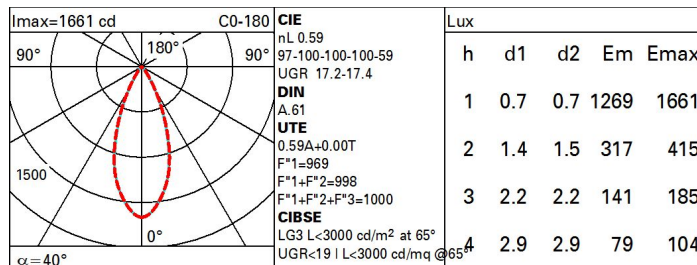 Imax=1661 cd C0-180
90° 180° 90°
1500
0°
α=40°
CIE
nL 0.59
97-100-100-100-59
UGR 17.2-17.4
DIN
A.61
UTE
0.59A+0.00T
F"1=969
F"1+F"2=998
F"1+F"2+F"3=1000
CIBSE
LG3 L<3000 cd/m² at 65°
UGR<19 | L<3000 cd/mq @65°
Lux
h d1 d2 Em Emax
1 0.7 0.7 1269 1661
2 1.4 1.5 317 415
3 2.2 2.2 141 185
4 2.9 2.9 79 104